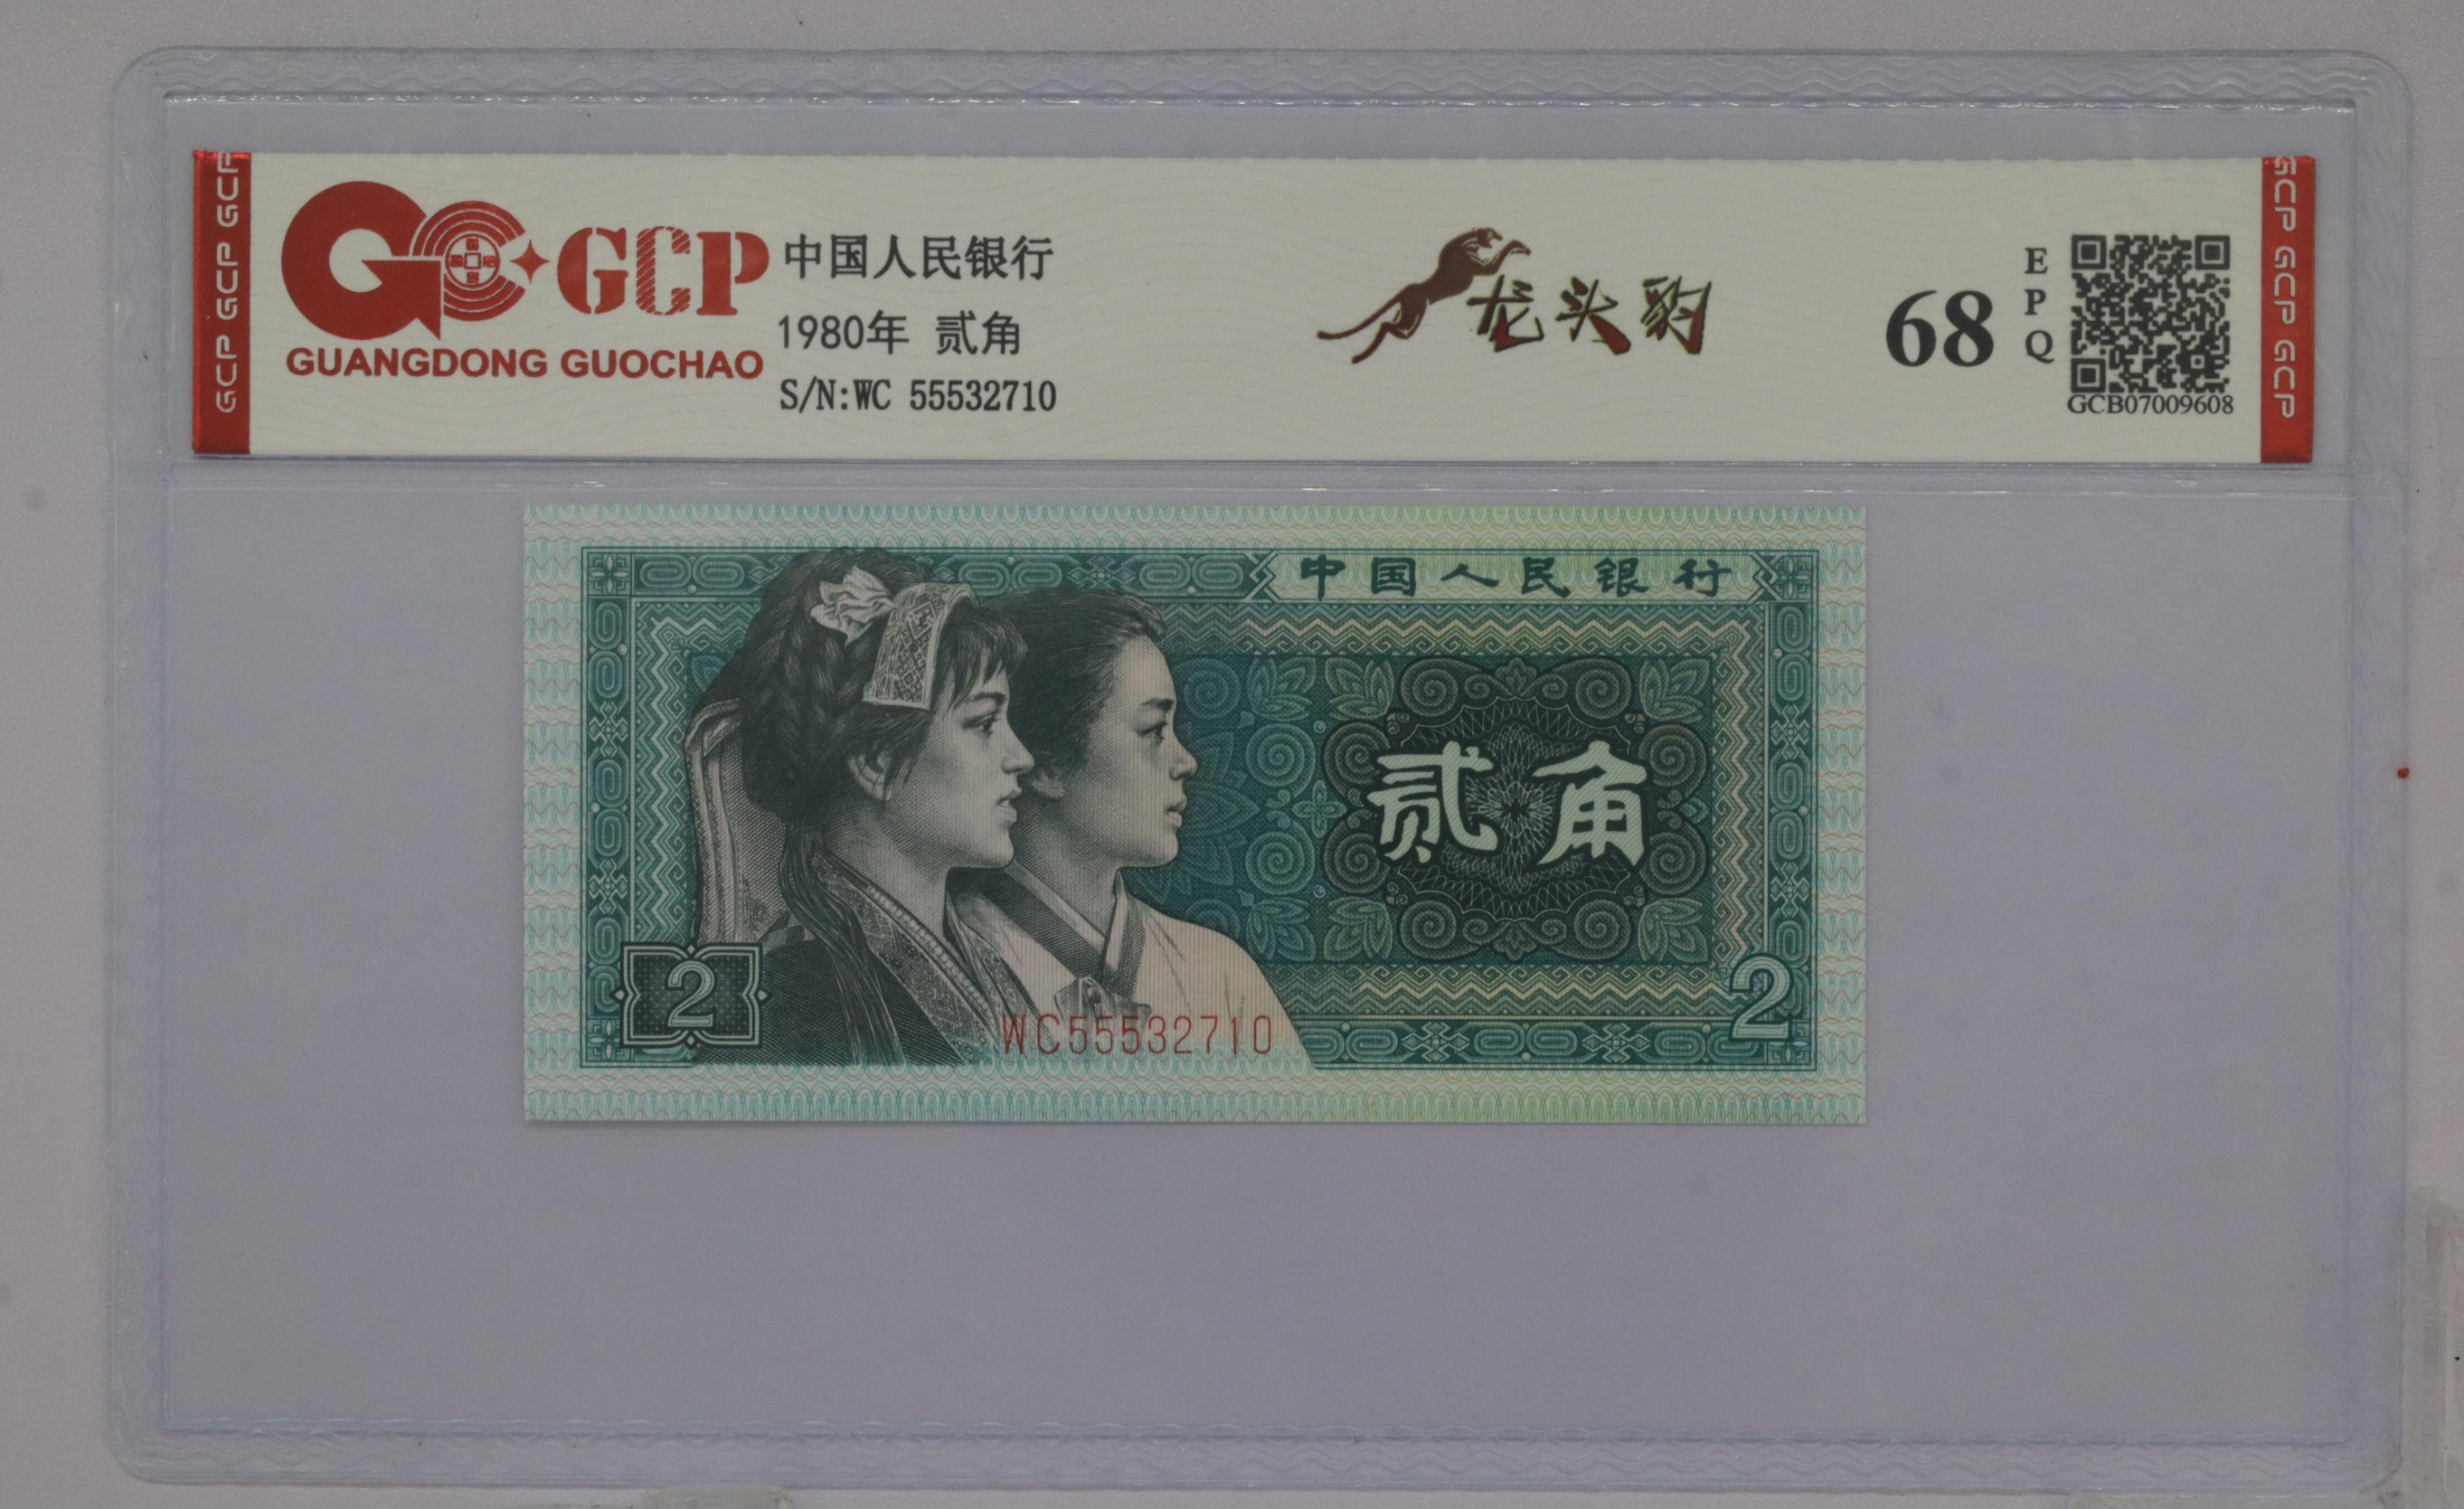 GCP GCP GCP
GCP
GUANGDONG GUOCHAO
中国人民银行
1980年 贰角
S/N:WC 55532710
龙头豹
68
EPQ
GCB07009608
GCP GCP GCP
中国人民银行
贰角
2
2
WC55532710